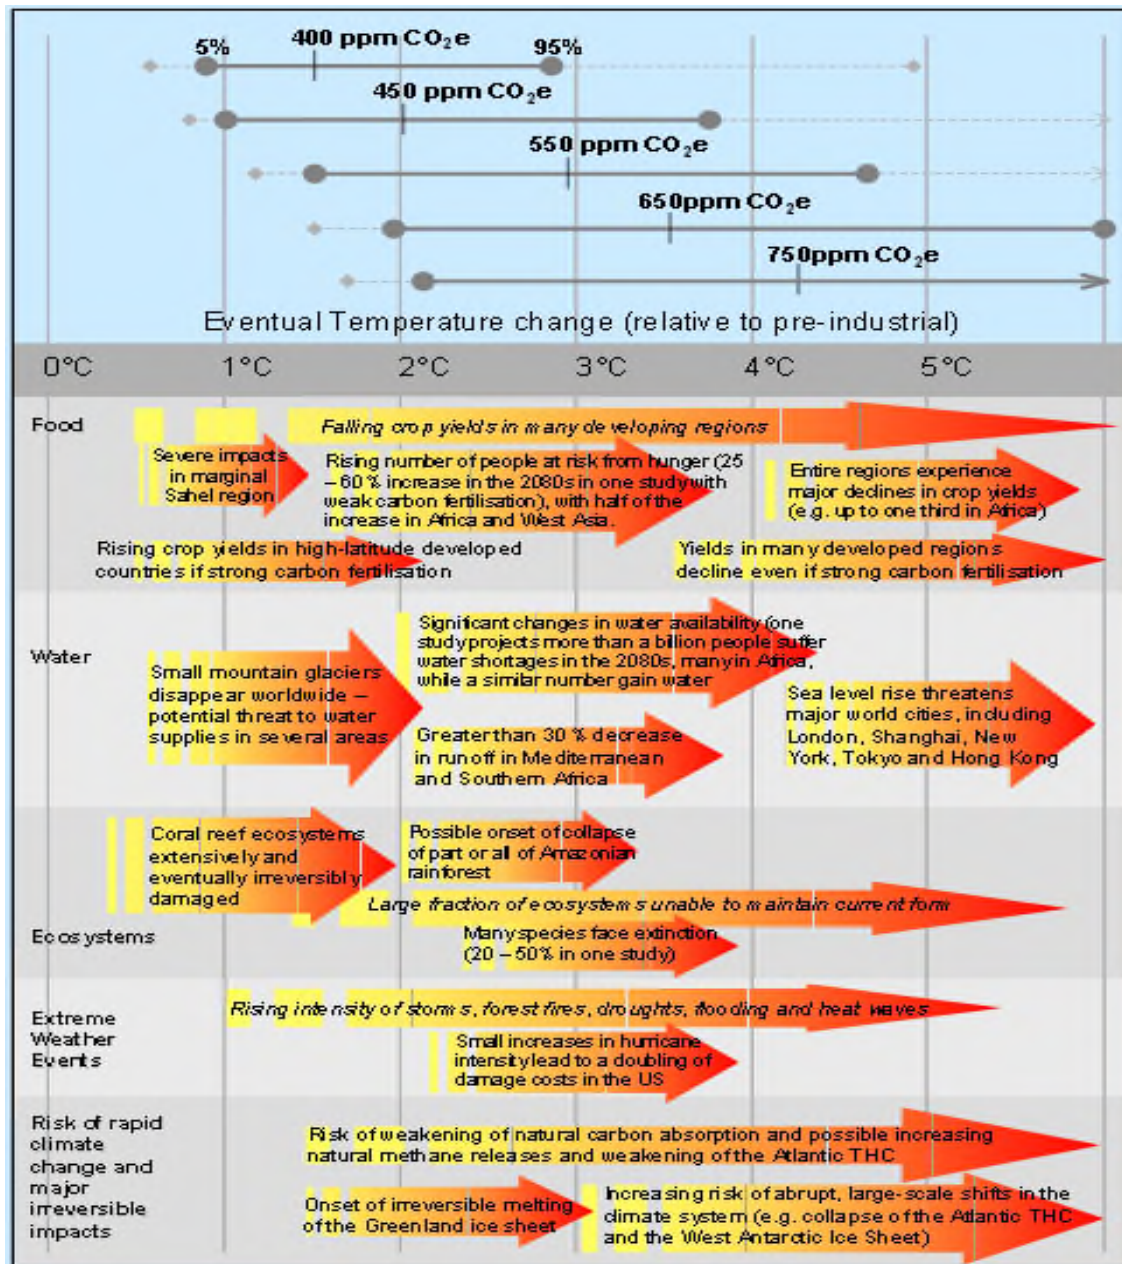 400 ppm CO₂e
5%
95%
450 ppm CO₂e
550 ppm CO₂e
650ppm CO₂e
750ppm CO₂e
Eventual Temperature change (relative to pre-industrial)
0°C
1°C
2°C
3°C
4°C
5°C
Food
Falling crop yields in many developing regions
Severe impacts
in marginal
Sahel region
Rising number of people at risk from hunger (25
– 60 % increase in the 2080s in one study with
weak carbon fertilisation), with half of the
increase in Africa and West Asia.
Entire regions experience
major declines in crop yields
(e.g. up to one third in Africa)
Rising crop yields in high-latitude developed
countries if strong carbon fertilisation
Yields in many developed regions
decline even if strong carbon fertilisation
Water
Small mountain glaciers
disappear worldwide –
potential threat to water
supplies in several areas
Significant changes in water availability (one
study projects more than a billion people suffer
water shortages in the 2080s, many in Africa,
while a similar number gain water
Greater than 30 % decrease
in runoff in Mediterranean
and Southern Africa
Sea level rise threatens
major world cities, including
London, Shanghai, New
York, Tokyo and Hong Kong
Ecosystems
Coral reef ecosystems
extensively and
eventually irreversibly
damaged
Possible onset of collapse
of part or all of Amazonian
rainforest
Large fraction of ecosystems unable to maintain current form
Many species face extinction
(20 – 50% in one study)
Extreme
Weather
Events
Rising intensity of storms, forest fires, droughts, flooding and heat waves
Small increases in hurricane
intensity lead to a doubling of
damage costs in the US
Risk of rapid
climate
change and
major
irreversible
impacts
Risk of weakening of natural carbon absorption and possible increasing
natural methane releases and weakening of the Atlantic THC
Onset of irreversible melting
of the Greenland ice sheet
Increasing risk of abrupt, large-scale shifts in the
climate system (e.g. collapse of the Atlantic THC
and the West Antarctic Ice Sheet)